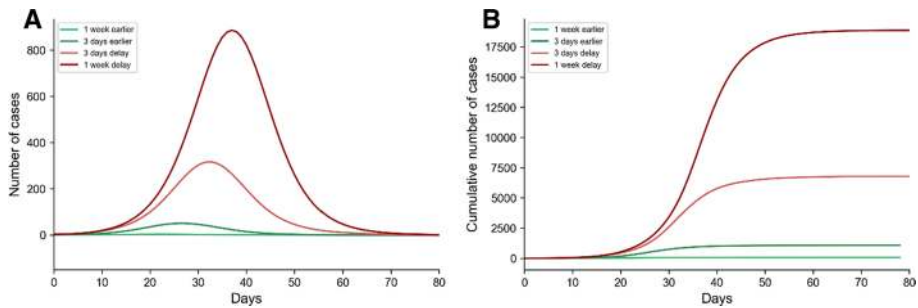 A
1 week earlier
3 days earlier
3 days delay
1 week delay
Number of cases
800
600
400
200
0
0 10 20 30 40 50 60 70 80
Days
B
1 week earlier
3 days earlier
3 days delay
1 week delay
Cumulative number of cases
17500
15000
12500
10000
7500
5000
2500
0
0 10 20 30 40 50 60 70 80
Days